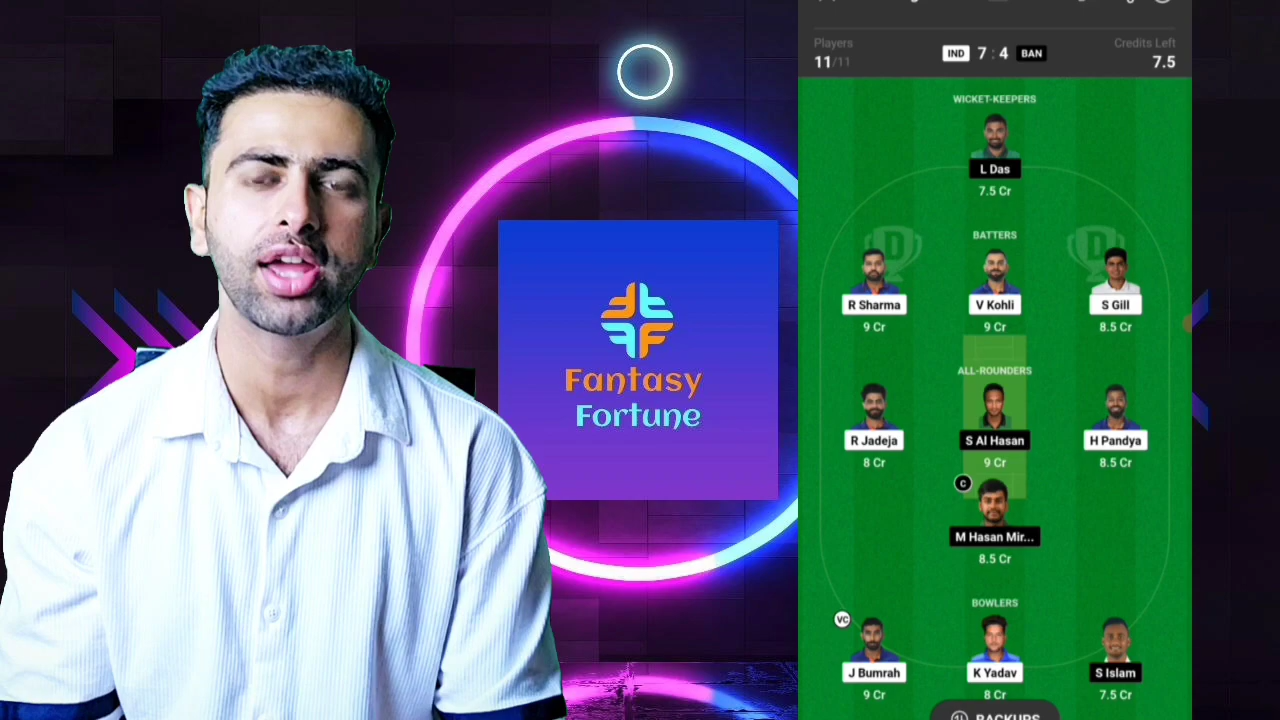 Players
Credits Left
11/11
IND 7 : 4 BAN
7.5
WICKET-KEEPERS
L Das
7.5 Cr
BATTERS
R Sharma
V Kohli
S Gill
9 Cr
9 Cr
8.5 Cr
ALL-ROUNDERS
R Jadeja
S Al Hasan
H Pandya
8 Cr
9 Cr
8.5 Cr
C
M Hasan Mir...
8.5 Cr
BOWLERS
VC
J Bumrah
K Yadav
S Islam
9 Cr
8 Cr
7.5 Cr
BACKUPS
Fantasy
Fortune
D
D